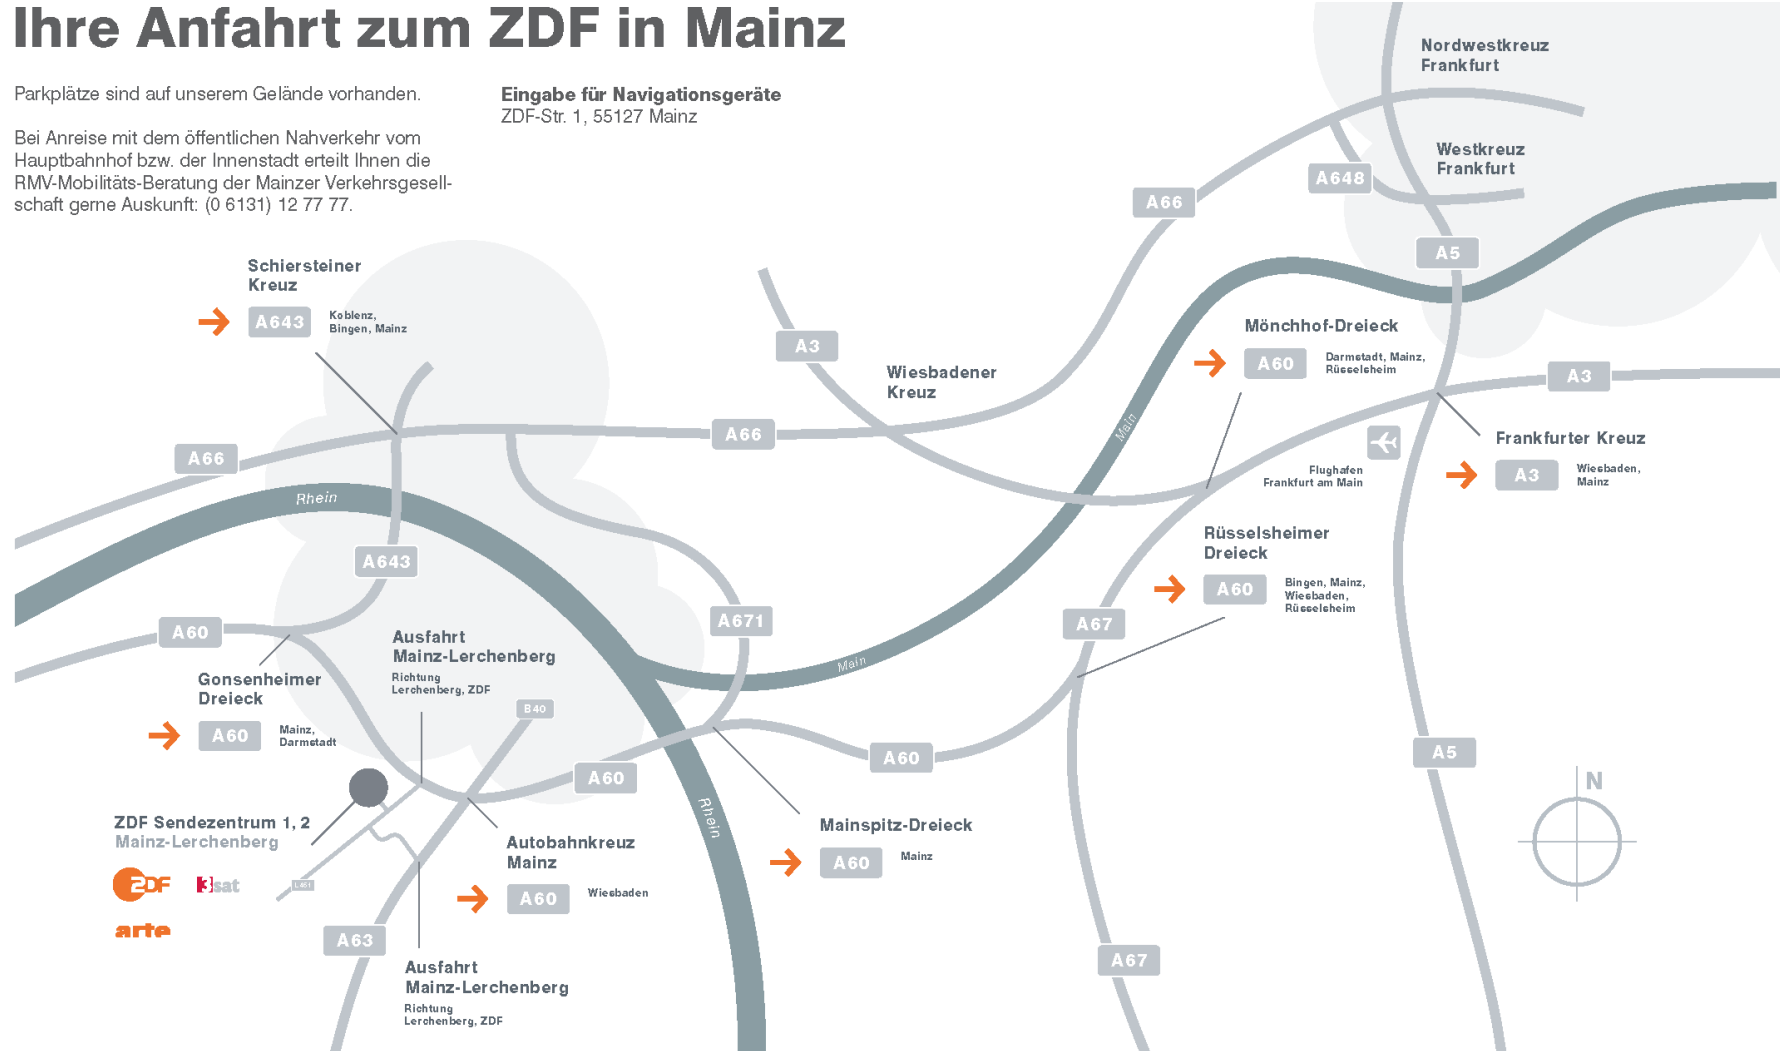 Ihre Anfahrt zum ZDF in Mainz
Parkplätze sind auf unserem Gelände vorhanden.
Bei Anreise mit dem öffentlichen Nahverkehr vom
Hauptbahnhof bzw. der Innenstadt erteilt Ihnen die
RMV-Mobilitäts-Beratung der Mainzer Verkehrsgesell-
schaft gerne Auskunft: (0 6131) 12 77 77.
Eingabe für Navigationsgeräte
ZDF-Str. 1, 55127 Mainz
Nordwestkreuz
Frankfurt
Westkreuz
Frankfurt
A648
A66
A5
Schiersteiner
Kreuz
A643
Koblenz,
Bingen, Mainz
A3
Wiesbadener
Kreuz
Mönchhof-Dreieck
A60
Darmstadt, Mainz,
Rüsselsheim
A3
A66
A66
Main
Flughafen
Frankfurt am Main
Frankfurter Kreuz
A3
Wiesbaden,
Mainz
Rhein
A643
Rüsselsheimer
Dreieck
A60
Bingen, Mainz,
Wiesbaden,
Rüsselsheim
A60
A671
A67
Ausfahrt
Mainz-Lerchenberg
Richtung
Lerchenberg, ZDF
Main
Gonsenheimer
Dreieck
A60
Mainz,
Darmstadt
B40
A60
A60
A5
N
Rhein
ZDF Sendezentrum 1, 2
Mainz-Lerchenberg
Mainspitz-Dreieck
A60
Mainz
Autobahnkreuz
Mainz
A60
Wiesbaden
ZDF
3sat
arte
A63
A67
Ausfahrt
Mainz-Lerchenberg
Richtung
Lerchenberg, ZDF